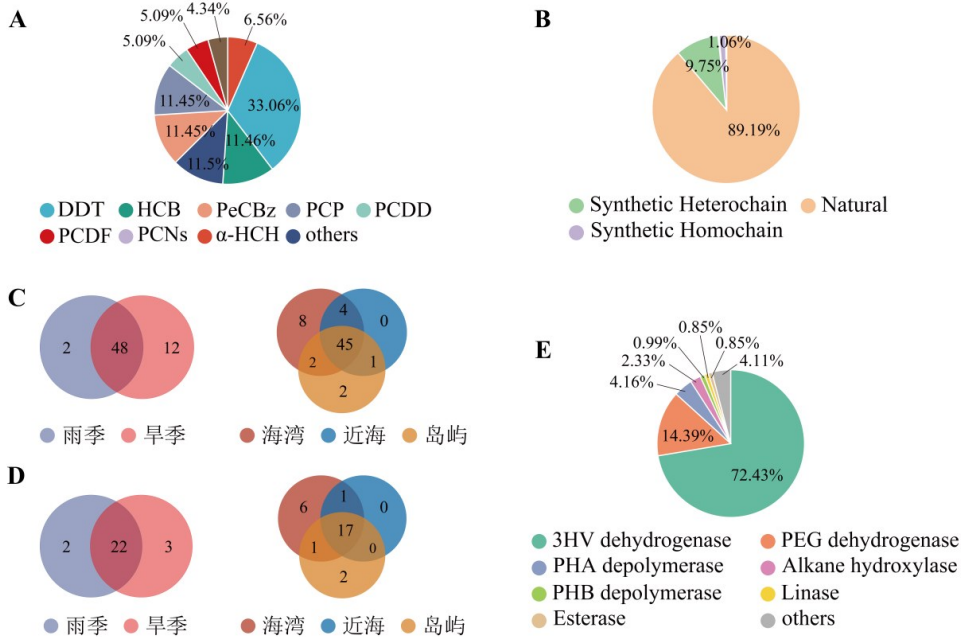 A
4.34%
5.09%
6.56%
5.09%
11.45%
33.06%
11.45%
11.46%
11.5%
DDT HCB PeCBz PCP PCDD
PCDF PCNs α-HCH others
B
1.06%
9.75%
89.19%
Synthetic Heterochain Natural
Synthetic Homochain
C
2 48 12
8 4 0
45
2 1
2
雨季 旱季 海湾 近海 岛屿
D
2 22 3
6 1 0
17
1 0
2
雨季 旱季 海湾 近海 岛屿
E
0.85%
0.99% 0.85%
2.33% 4.11%
4.16%
14.39%
72.43%
3HV dehydrogenase PEG dehydrogenase
PHA depolymerase Alkane hydroxylase
PHB depolymerase Linase
Esterase others